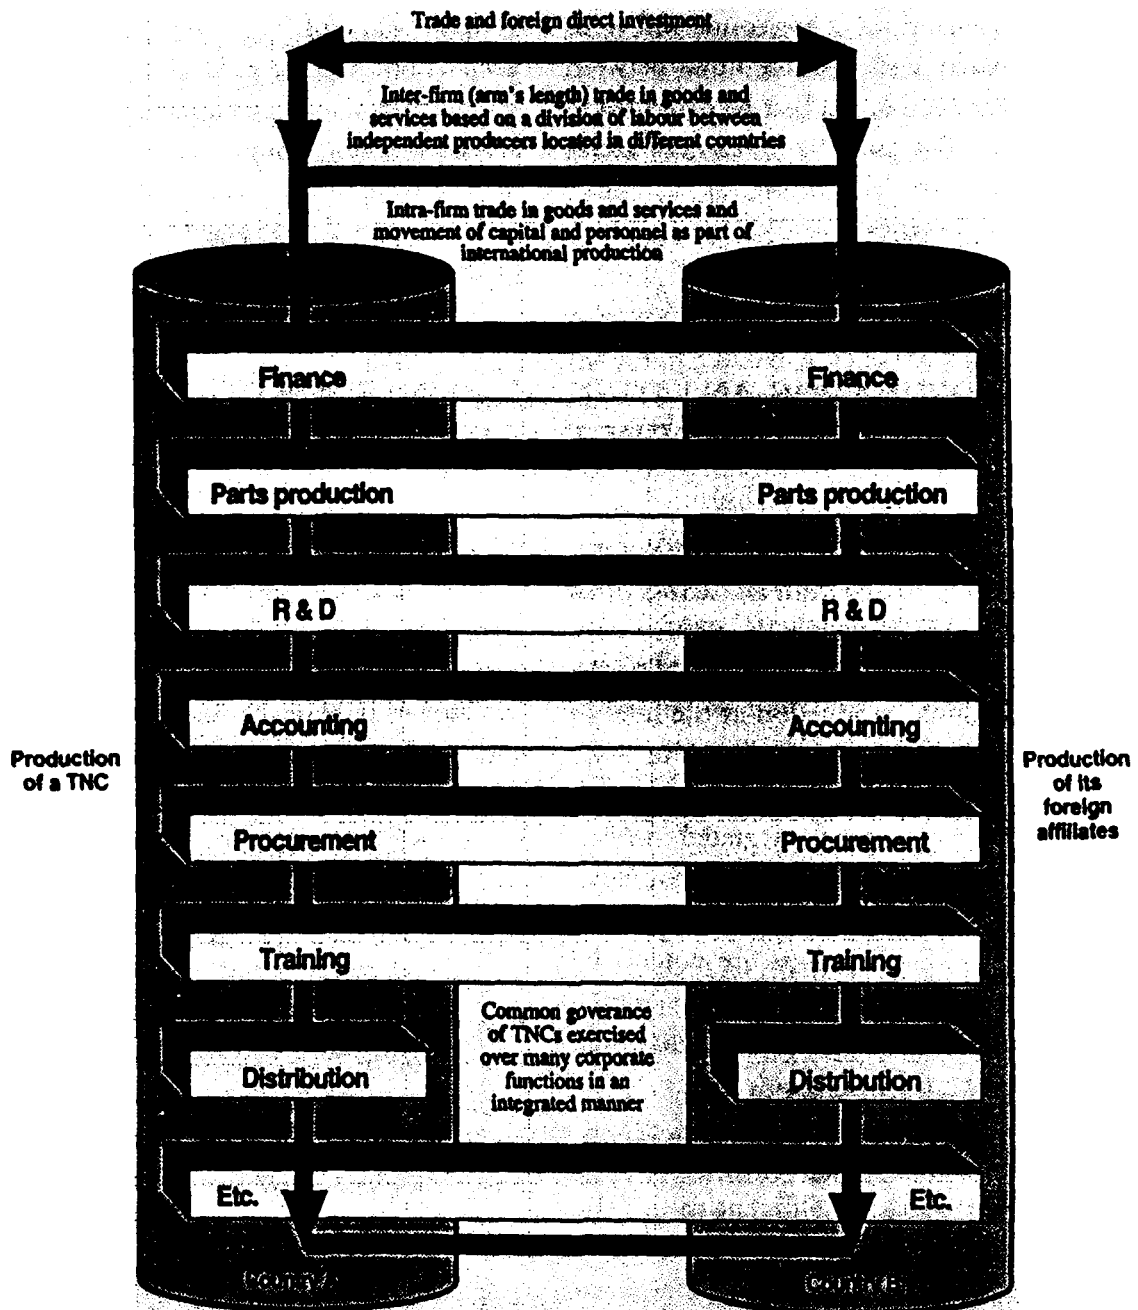 Trade and foreign direct investment
Inter-firm (arm's length) trade in goods and
services based on a division of labour between
independent producers located in different countries
Intra-firm trade in goods and services and
movement of capital and personnel as part of
international production
Finance Finance
Parts production Parts production
R & D R & D
Accounting Accounting
Production
of a TNC
Production
of its
foreign
affiliates
Procurement Procurement
Training Training
Common goverance
of TNCs exercised
over many corporate
functions in an
integrated manner
Distribution Distribution
Etc. Etc.
Country A Country B